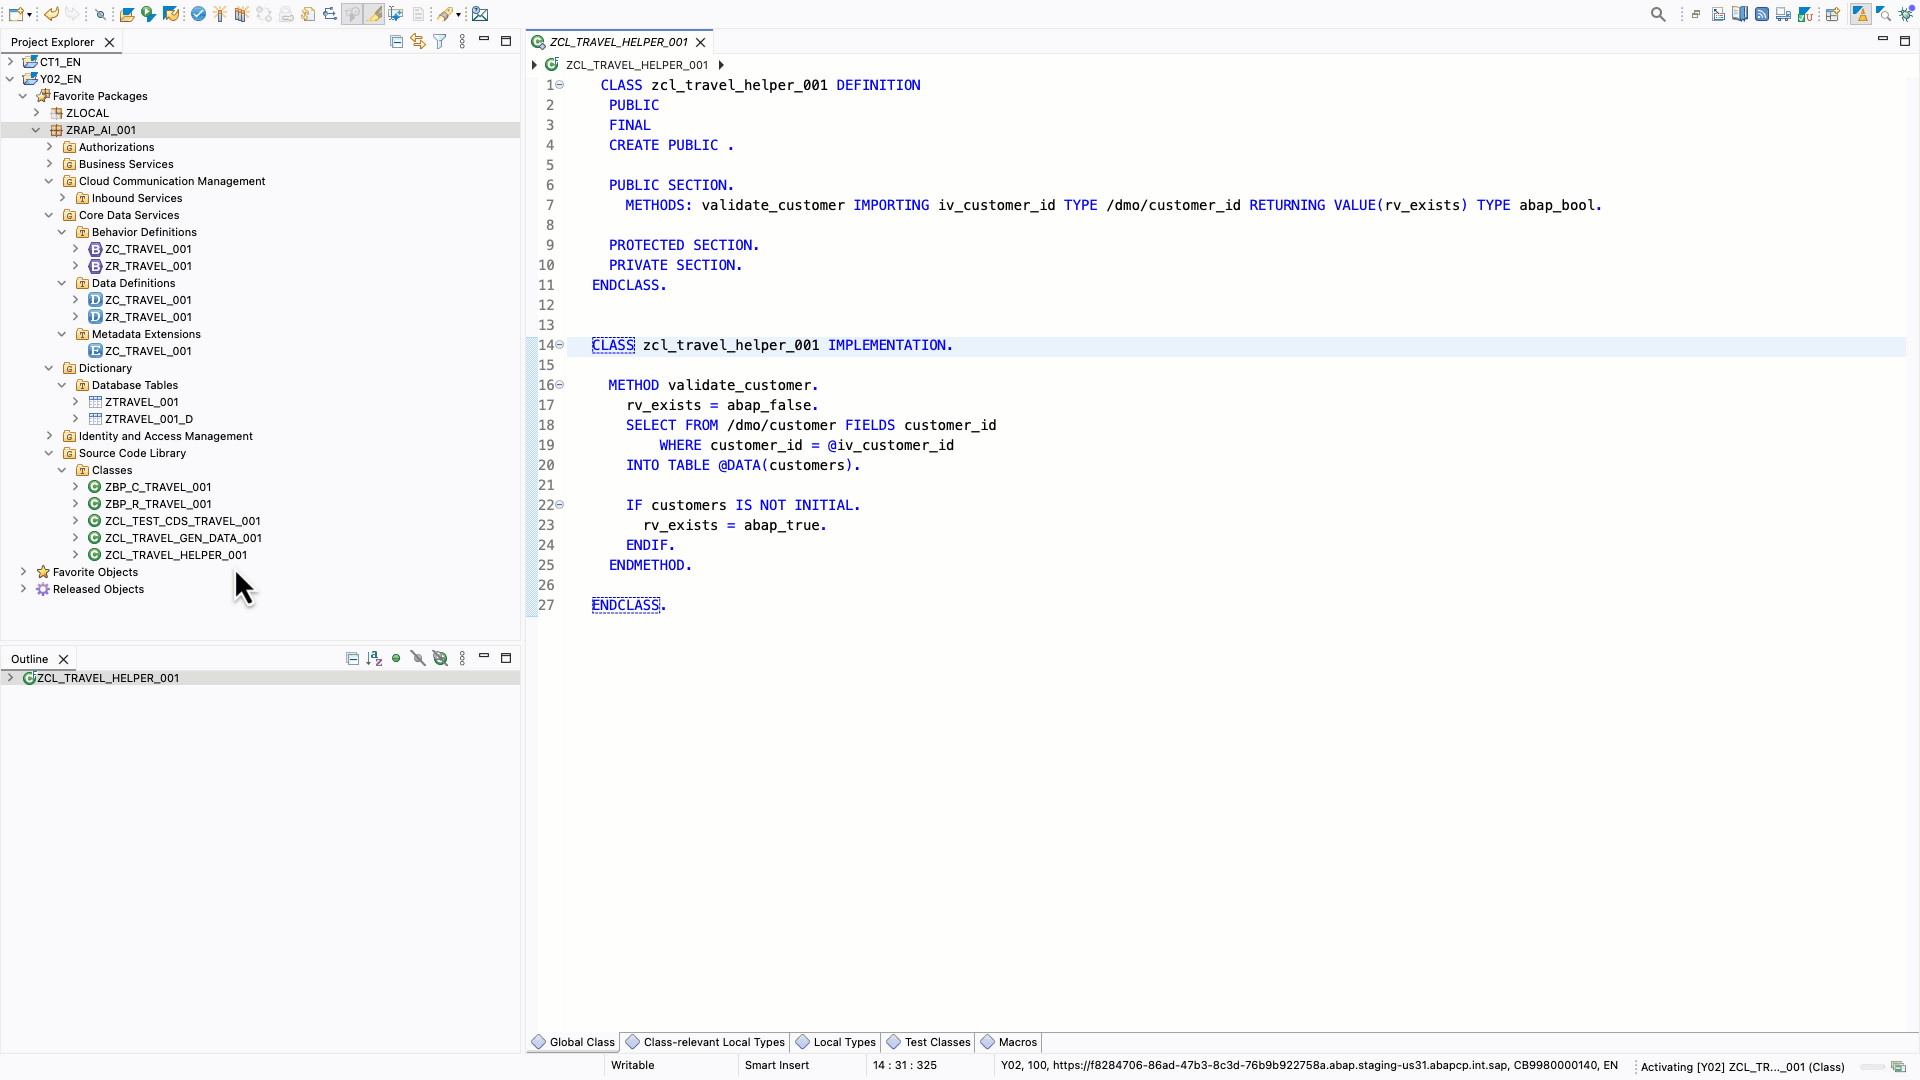 Project Explorer
CT1_EN
Y02_EN
Favorite Packages
ZLOCAL
ZRAP_AI_001
Authorizations
Business Services
Cloud Communication Management
Inbound Services
Core Data Services
Behavior Definitions
ZC_TRAVEL_001
ZR_TRAVEL_001
Data Definitions
ZC_TRAVEL_001
ZR_TRAVEL_001
Metadata Extensions
ZC_TRAVEL_001
Dictionary
Database Tables
ZTRAVEL_001
ZTRAVEL_001_D
Identity and Access Management
Source Code Library
Classes
ZBP_C_TRAVEL_001
ZBP_R_TRAVEL_001
ZCL_TEST_CDS_TRAVEL_001
ZCL_TRAVEL_GEN_DATA_001
ZCL_TRAVEL_HELPER_001
Favorite Objects
Released Objects
Outline
ZCL_TRAVEL_HELPER_001
ZCL_TRAVEL_HELPER_001
ZCL_TRAVEL_HELPER_001
1 CLASS zcl_travel_helper_001 DEFINITION
2 PUBLIC
3 FINAL
4 CREATE PUBLIC .
5
6 PUBLIC SECTION.
7 METHODS: validate_customer IMPORTING iv_customer_id TYPE /dmo/customer_id RETURNING VALUE(rv_exists) TYPE abap_bool.
8
9 PROTECTED SECTION.
10 PRIVATE SECTION.
11 ENDCLASS.
12
13
14 CLASS zcl_travel_helper_001 IMPLEMENTATION.
15
16 METHOD validate_customer.
17 rv_exists = abap_false.
18 SELECT FROM /dmo/customer FIELDS customer_id
19 WHERE customer_id = @iv_customer_id
20 INTO TABLE @DATA(customers).
21
22 IF customers IS NOT INITIAL.
23 rv_exists = abap_true.
24 ENDIF.
25 ENDMETHOD.
26
27 ENDCLASS.
Global Class Class-relevant Local Types Local Types Test Classes Macros
Writable Smart Insert 14 : 31 : 325 Y02, 100, https://f8284706-86ad-47b3-8c3d-76b9b922758a.abap.staging-us31.abapcp.int.sap, CB9980000140, EN Activating [Y02] ZCL_TR..._001 (Class)